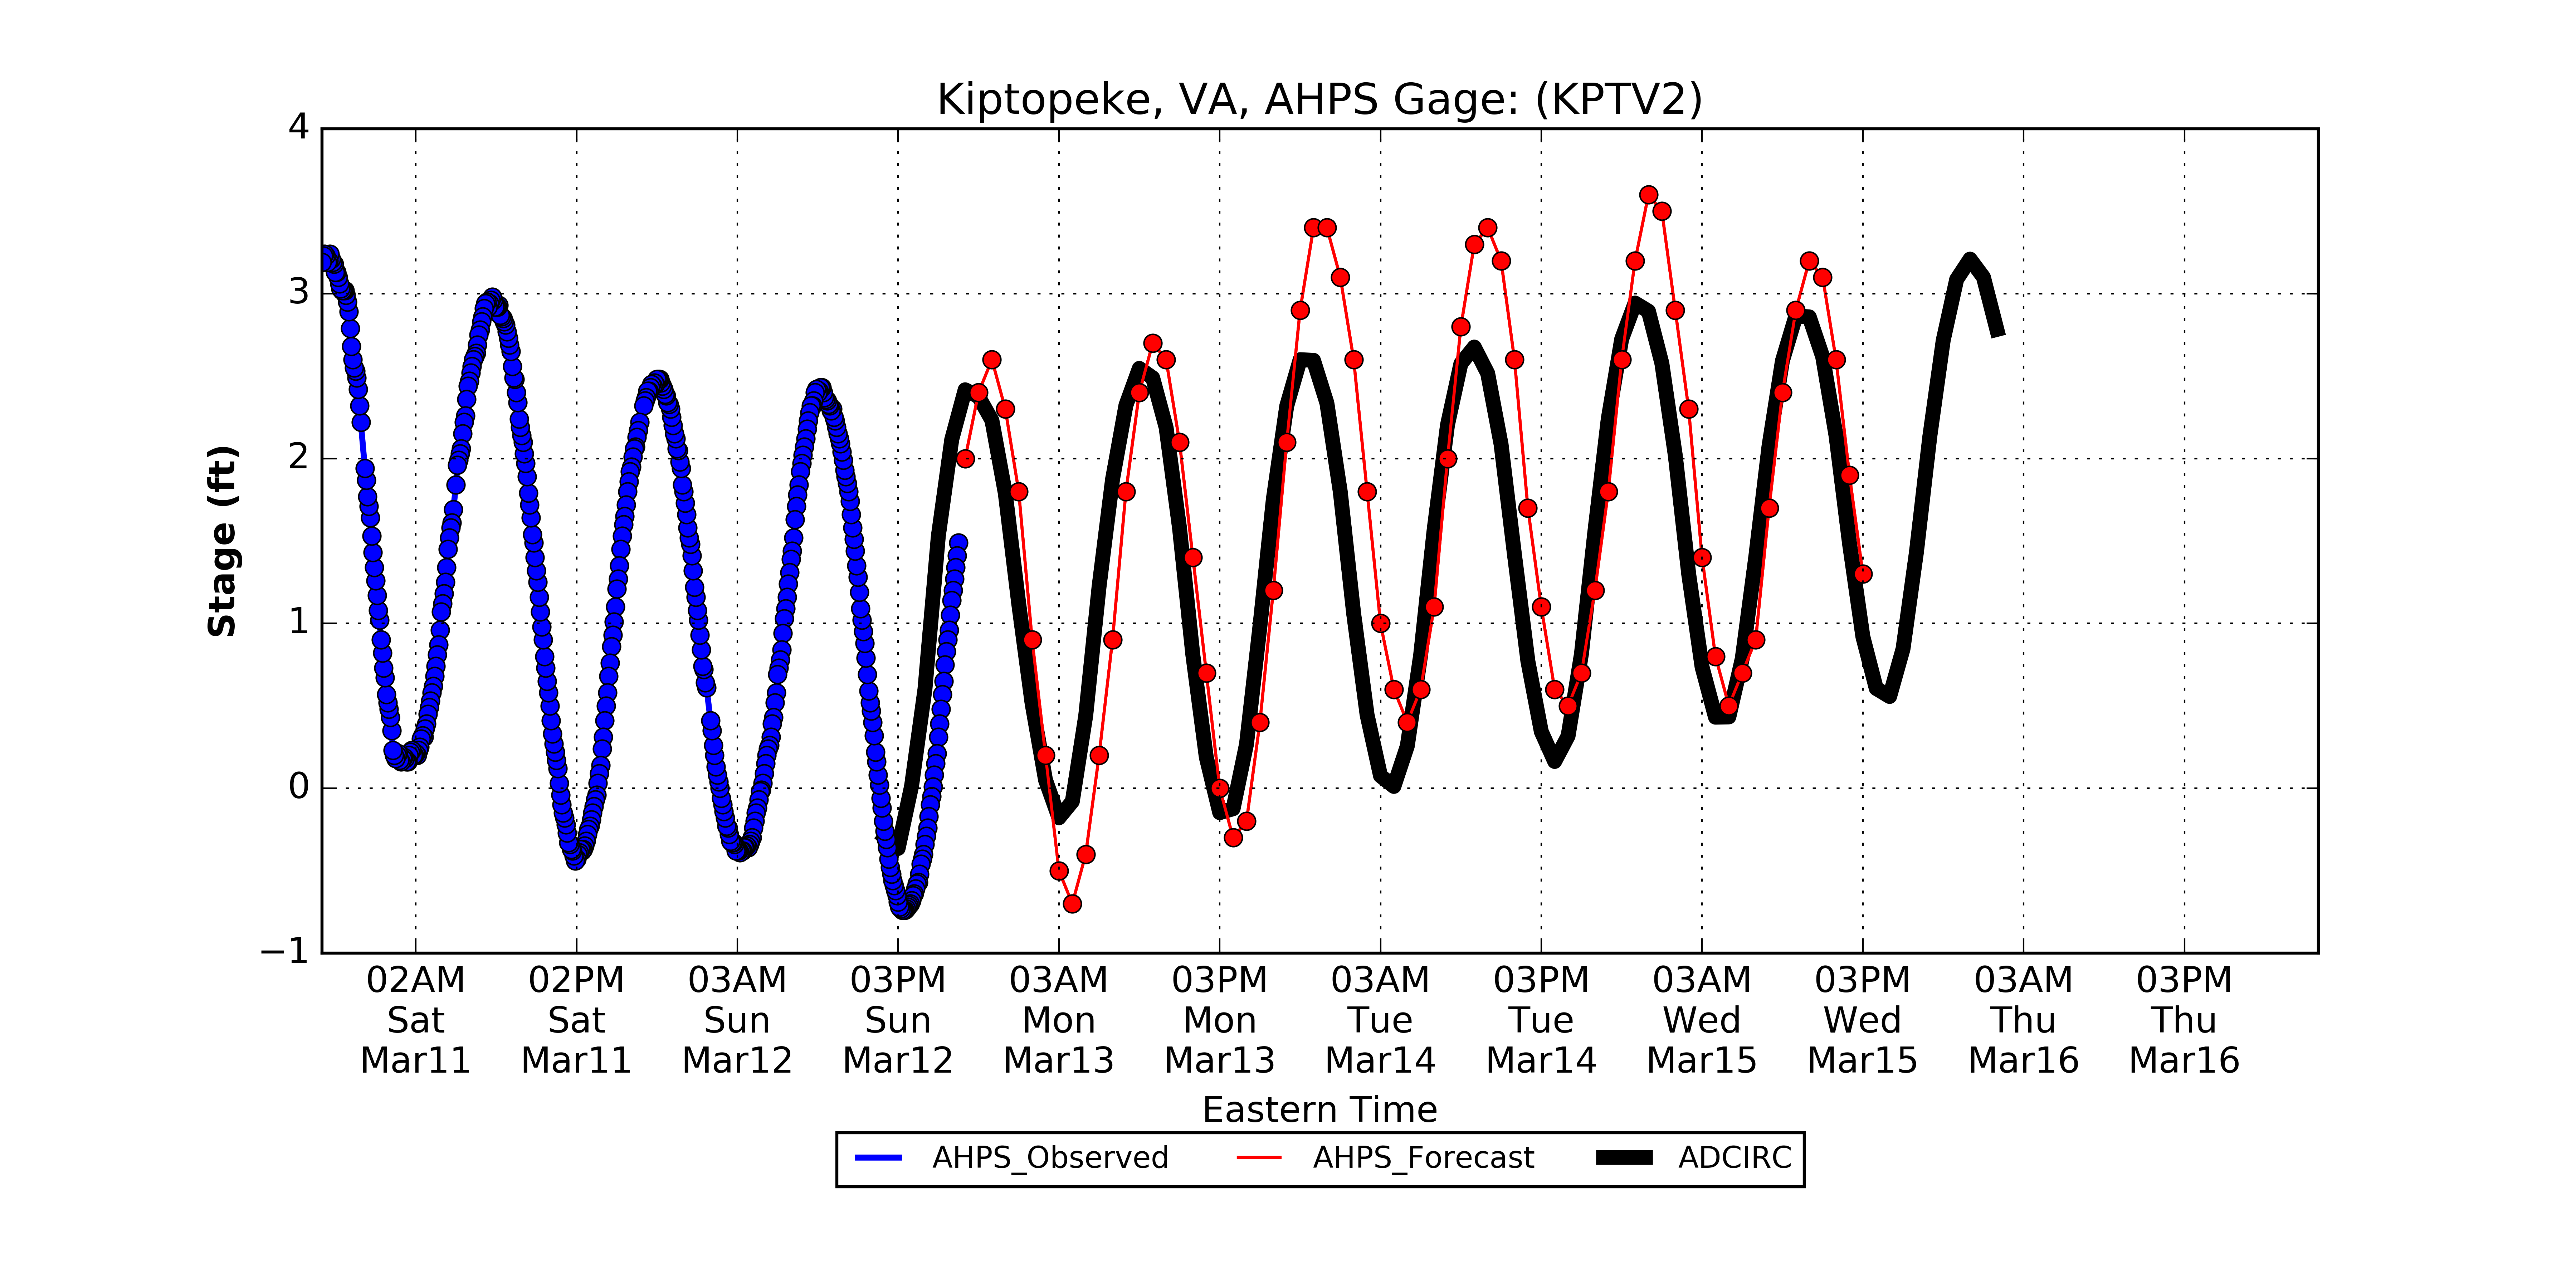 Kiptopeke, VA, AHPS Gage: (KPTV2)
4
3
2
1
0
−1
Stage (ft)
02AM Sat Mar11
02PM Sat Mar11
03AM Sun Mar12
03PM Sun Mar12
03AM Mon Mar13
03PM Mon Mar13
03AM Tue Mar14
03PM Tue Mar14
03AM Wed Mar15
03PM Wed Mar15
03AM Thu Mar16
03PM Thu Mar16
Eastern Time
AHPS_Observed
AHPS_Forecast
ADCIRC